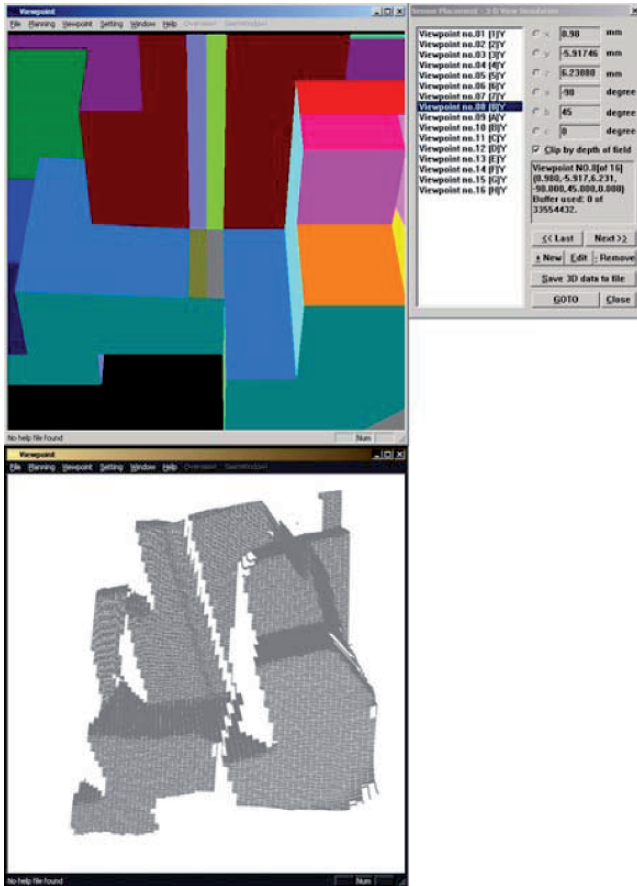 Viewpoint
File Planning Viewpoint Setting Window Help Overview
No help file found
Num
Sensor Placement - 3-D View Simulation
Viewpoint no.01 [1]Y
Viewpoint no.02 [2]Y
Viewpoint no.03 [3]Y
Viewpoint no.04 [4]Y
Viewpoint no.05 [5]Y
Viewpoint no.06 [6]Y
Viewpoint no.07 [7]Y
Viewpoint no.08 [8]Y
Viewpoint no.09 [A]Y
Viewpoint no.10 [B]Y
Viewpoint no.11 [C]Y
Viewpoint no.12 [D]Y
Viewpoint no.13 [E]Y
Viewpoint no.14 [F]Y
Viewpoint no.15 [G]Y
Viewpoint no.16 [H]Y
x 0.98 mm
y -5.91746 mm
z 6.23080 mm
a -90 degree
b 45 degree
c 0 degree
Clip by depth of field
Viewpoint NO.8[of 16]
(0.980,-5.917,6.231,
-90.000,45.000,0.000)
Buffer used: 0 of
33554432.
<< Last Next >>
+ New Edit - Remove
Save 3D data to file
GOTO Close
Viewpoint
File Planning Viewpoint Setting Window Help Overview
No help file found
Num